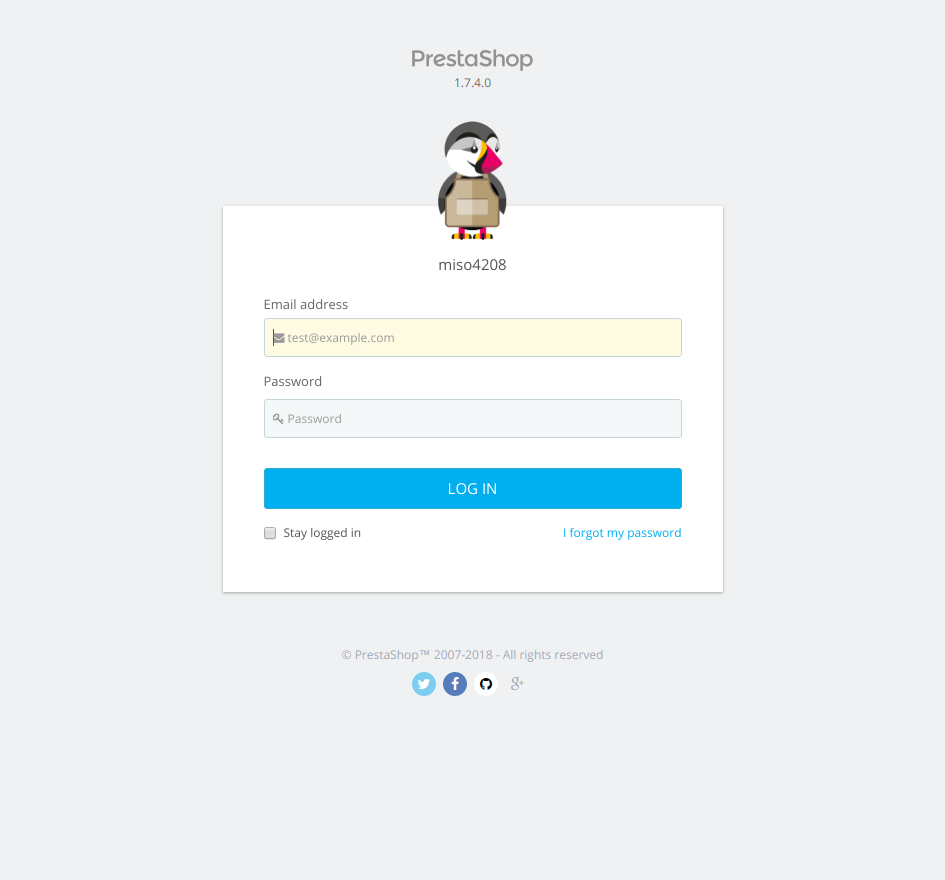 PrestaShop
1.7.4.0
miso4208
Email address
test@example.com
Password
Password
LOG IN
Stay logged in
I forgot my password
© PrestaShop™ 2007-2018 - All rights reserved